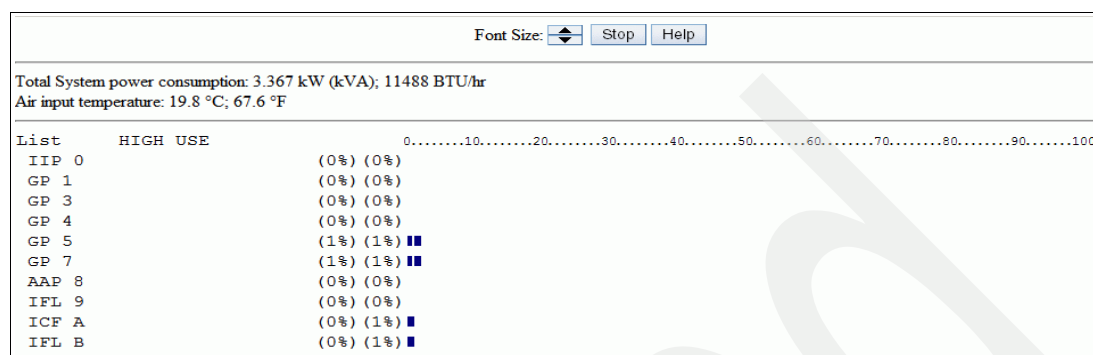 Font Size: Stop Help
Total System power consumption: 3.367 kW (kVA); 11488 BTU/hr
Air input temperature: 19.8 °C; 67.6 °F
List HIGH USE 0........10........20........30........40........50........60........70........80........90.......100
IIP 0 (0%)(0%)
GP 1 (0%)(0%)
GP 3 (0%)(0%)
GP 4 (0%)(0%)
GP 5 (1%)(1%)
GP 7 (1%)(1%)
AAP 8 (0%)(0%)
IFL 9 (0%)(0%)
ICF A (0%)(1%)
IFL B (0%)(1%)